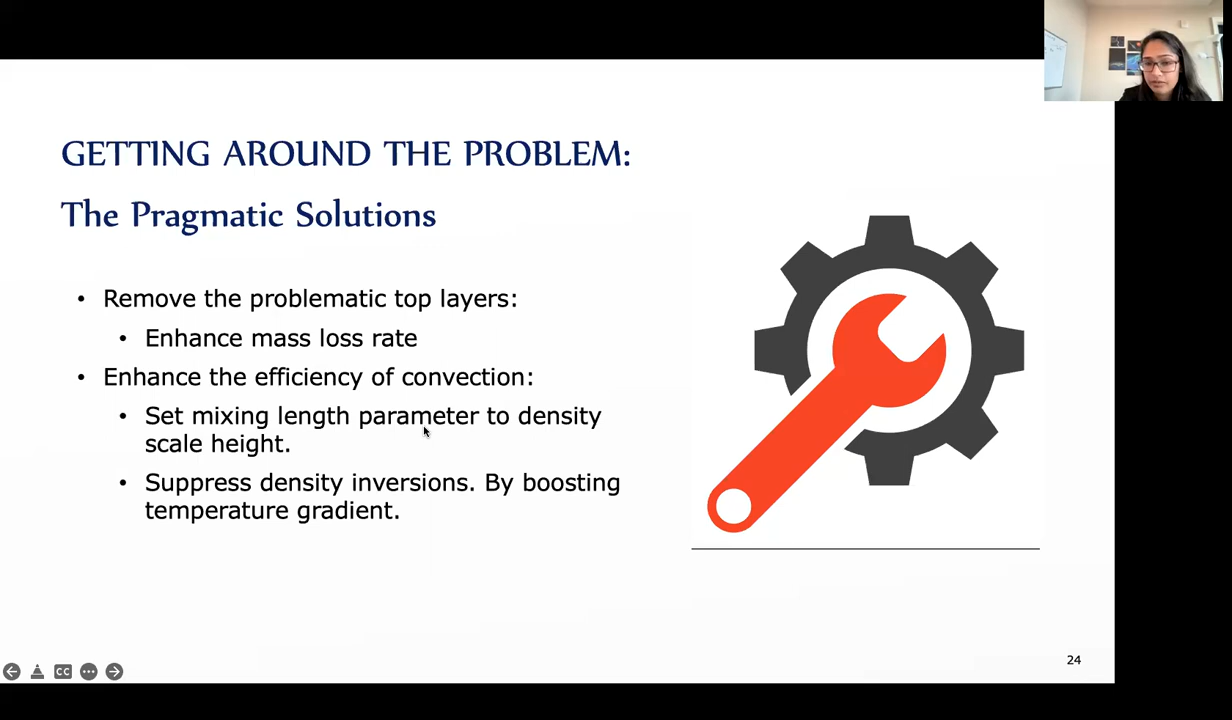 GETTING AROUND THE PROBLEM:
The Pragmatic Solutions
• Remove the problematic top layers:
• Enhance mass loss rate
• Enhance the efficiency of convection:
• Set mixing length parameter to density
scale height.
• Suppress density inversions. By boosting
temperature gradient.
24
CC